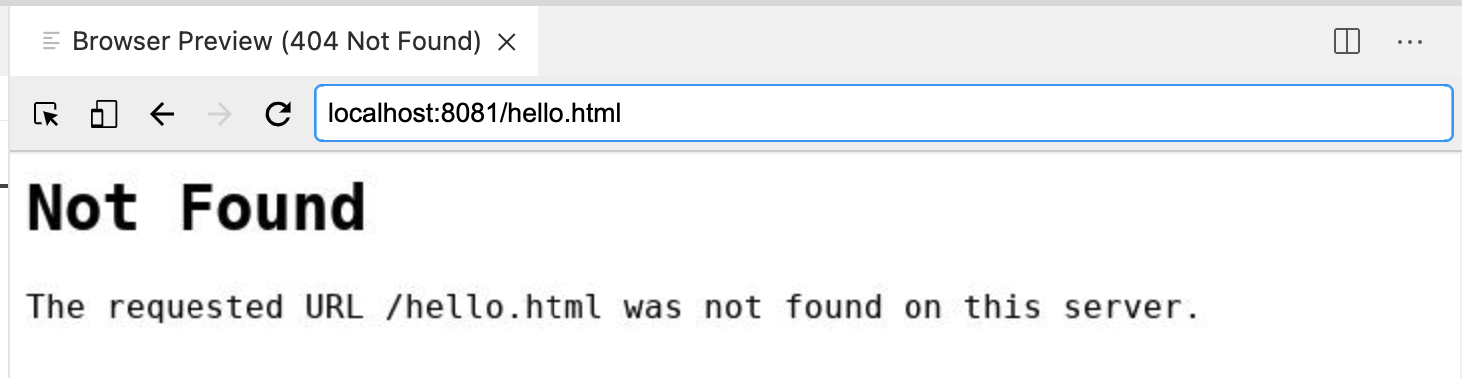 Browser Preview (404 Not Found)
localhost:8081/hello.html
Not Found
The requested URL /hello.html was not found on this server.